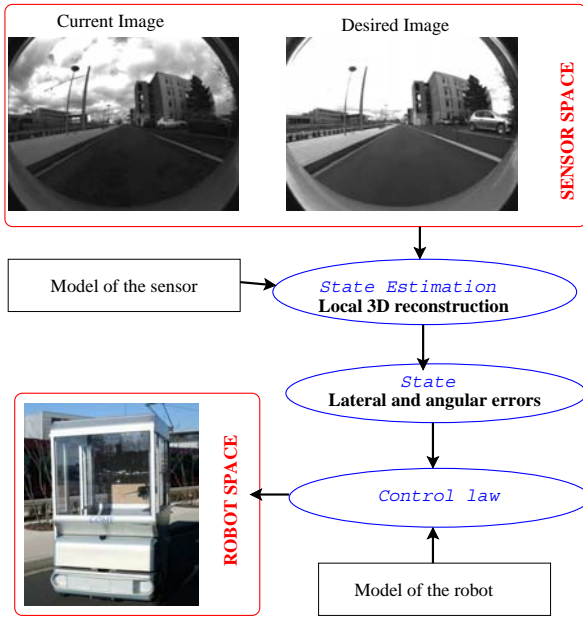 Current Image
Desired Image
SENSOR SPACE
Model of the sensor
State Estimation
Local 3D reconstruction
State
Lateral and angular errors
ROBOT SPACE
Control law
Model of the robot